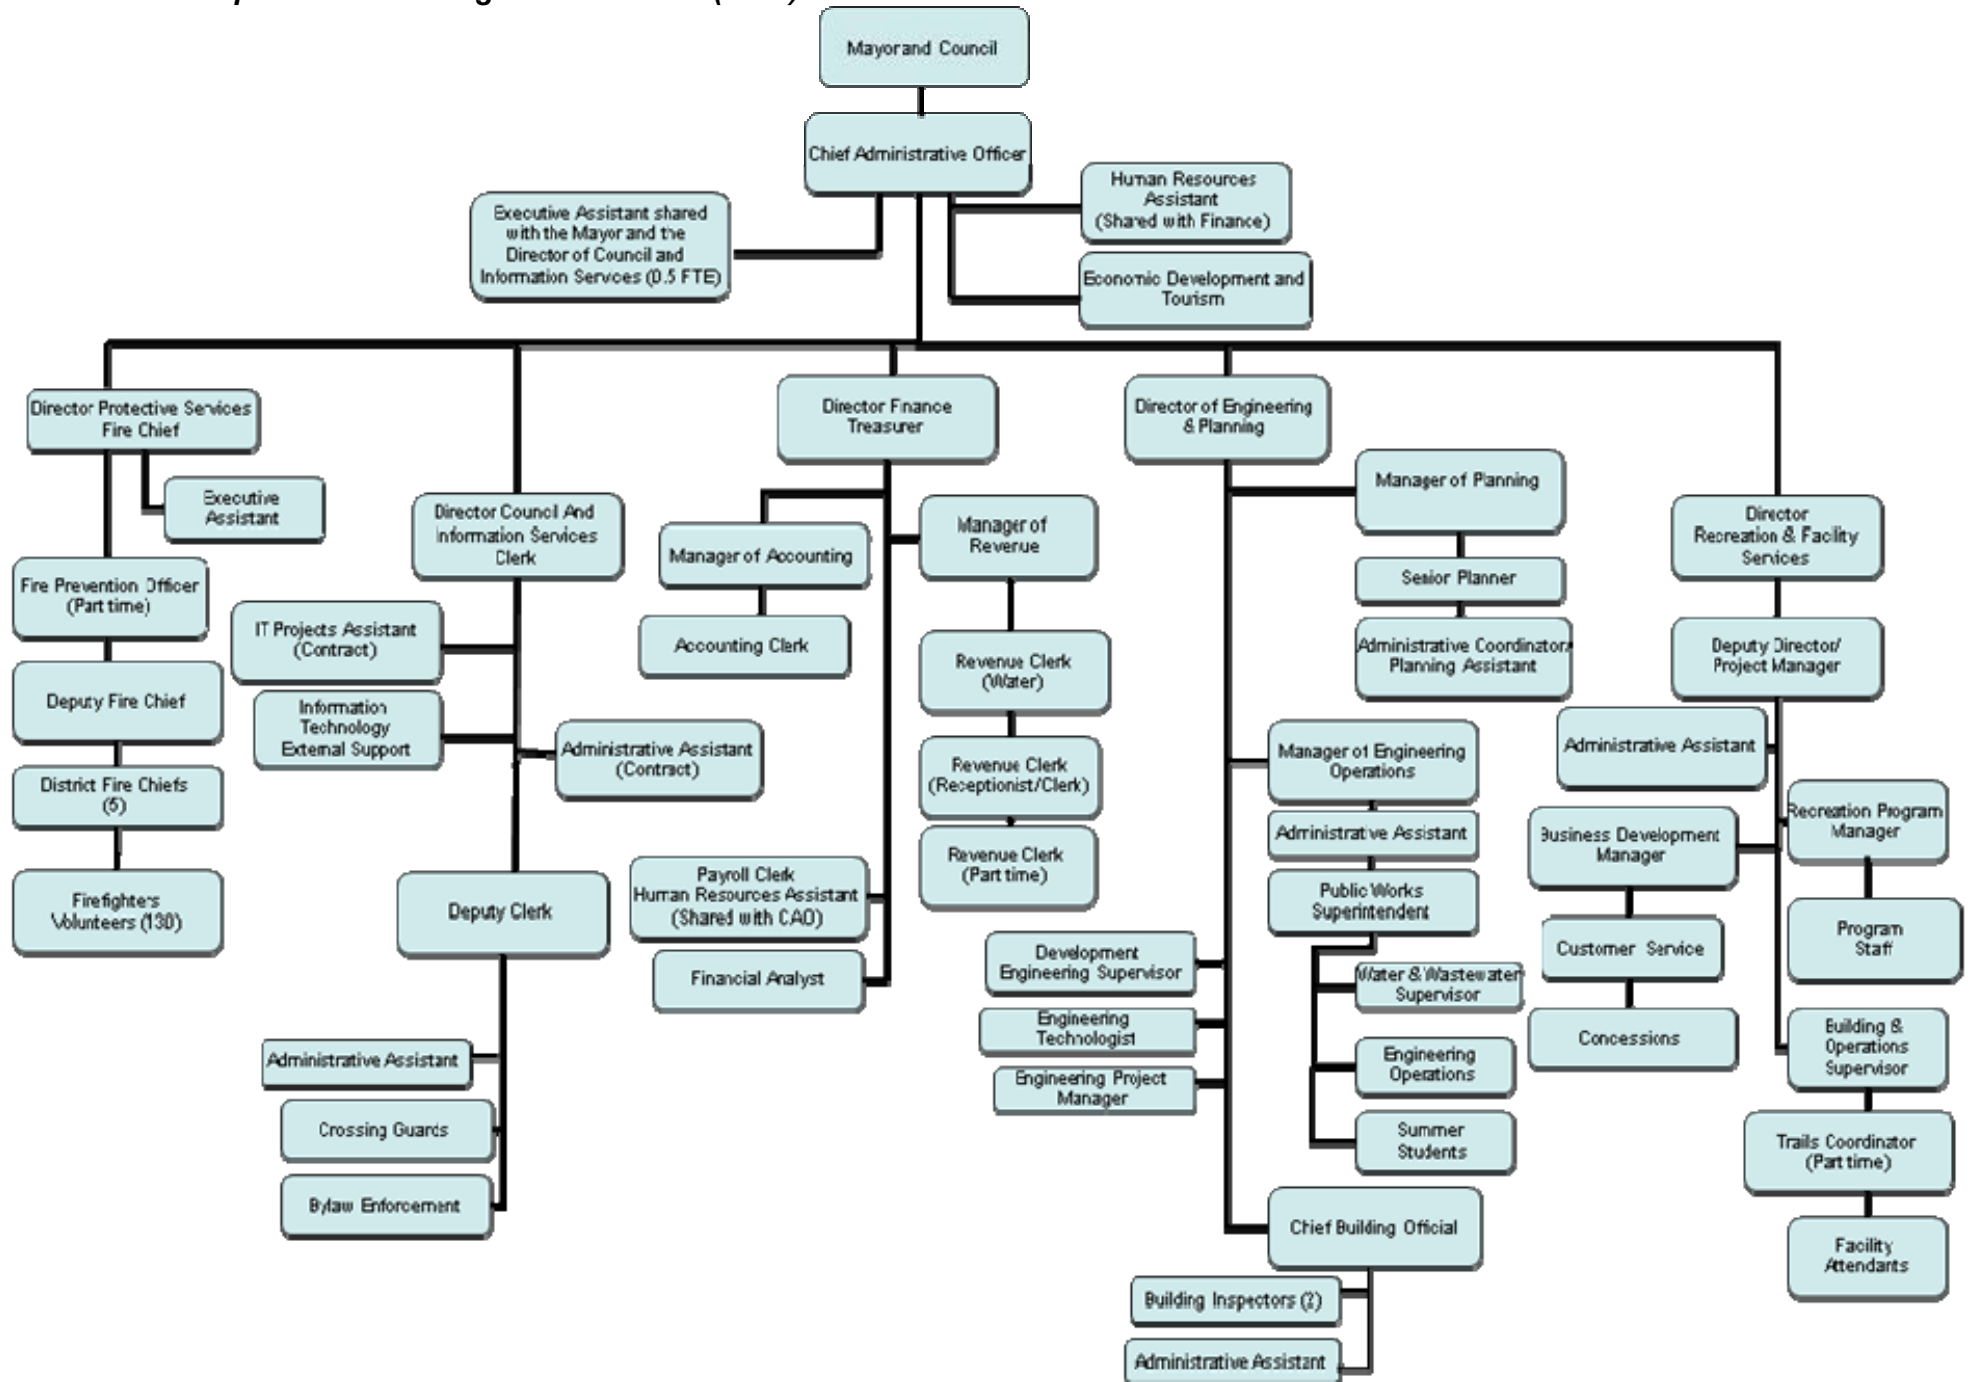 Mayor and Council
Chief Administrative Officer
Human Resources
Assistant
(Shared with Finance)
Executive Assistant shared
with the Mayor and the
Director of Council and
Information Services (0.5 FTE)
Economic Development and
Tourism
Director Protective Services
Fire Chief
Director Finance
Treasurer
Director of Engineering
& Planning
Executive
Assistant
Director Council And
Information Services
Clerk
Manager of Accounting
Manager of
Revenue
Manager of Planning
Director
Recreation & Facility
Services
Fire Prevention Officer
(Part time)
IT Projects Assistant
(Contract)
Accounting Clerk
Revenue Clerk
(Water)
Senior Planner
Administrative Coordinator/
Planning Assistant
Deputy Director/
Project Manager
Deputy Fire Chief
Information
Technology
External Support
Administrative Assistant
(Contract)
Revenue Clerk
(Receptionist/Clerk)
Manager of Engineering
Operations
Administrative Assistant
District Fire Chiefs
(5)
Administrative Assistant
Business Development
Manager
Recreation Program
Manager
Firefighters
Volunteers (130)
Deputy Clerk
Payroll Clerk
Human Resources Assistant
(Shared with CAO)
Revenue Clerk
(Part time)
Public Works
Superintendent
Customer Service
Program
Staff
Financial Analyst
Development
Engineering Supervisor
Water & Wastewater
Supervisor
Engineering
Technologist
Engineering Project
Manager
Engineering
Operations
Concessions
Building &
Operations
Supervisor
Administrative Assistant
Crossing Guards
Bylaw Enforcement
Summer
Students
Trails Coordinator
(Part time)
Chief Building Official
Facility
Attendants
Building Inspectors (2)
Administrative Assistant